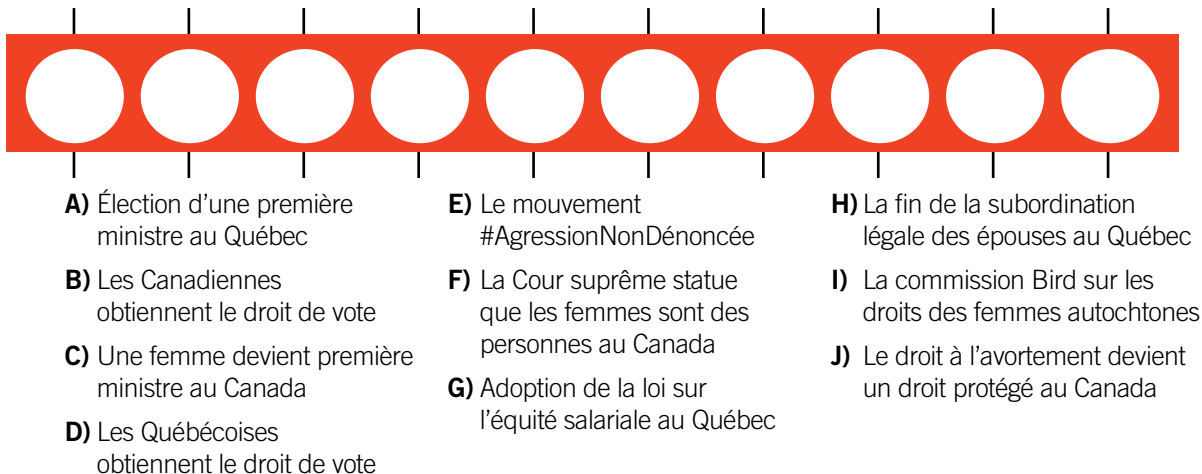 A) Élection d’une première
ministre au Québec
B) Les Canadiennes
obtiennent le droit de vote
C) Une femme devient première
ministre au Canada
D) Les Québécoises
obtiennent le droit de vote
E) Le mouvement
#AgressionNonDénoncée
F) La Cour suprême statue
que les femmes sont des
personnes au Canada
G) Adoption de la loi sur
l’équité salariale au Québec
H) La fin de la subordination
légale des épouses au Québec
I) La commission Bird sur les
droits des femmes autochtones
J) Le droit à l’avortement devient
un droit protégé au Canada